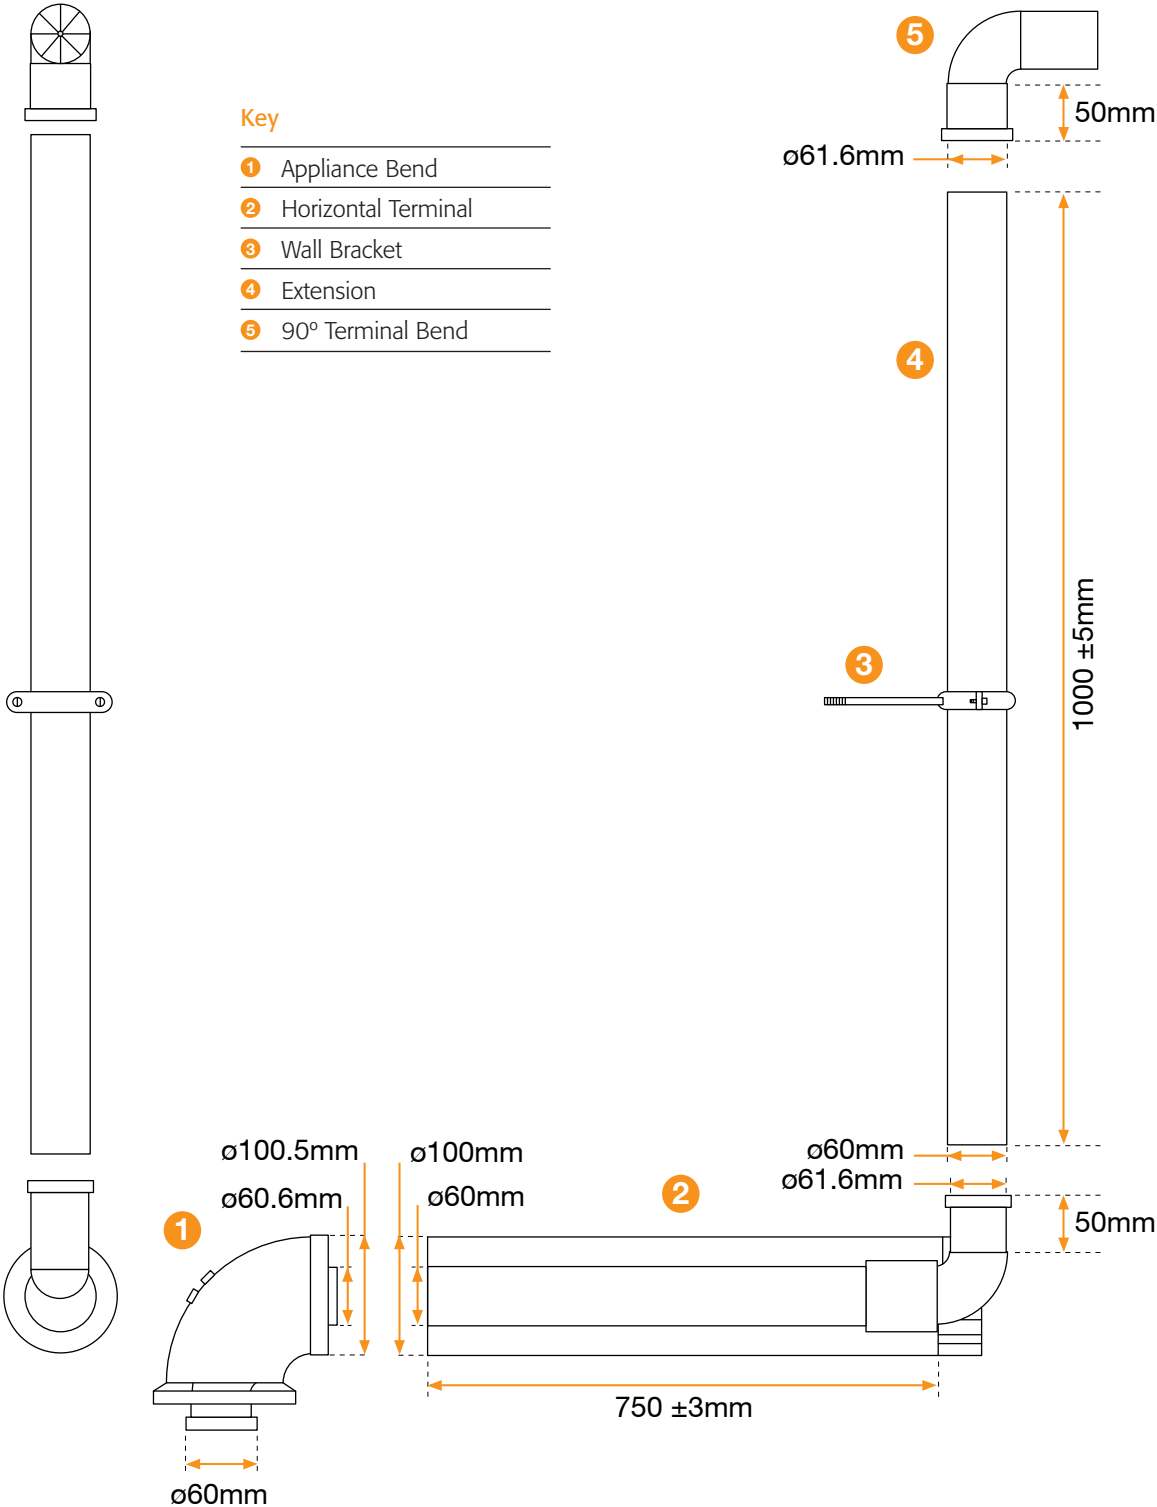 5
50mm
ø61.6mm
Key
1 Appliance Bend
2 Horizontal Terminal
3 Wall Bracket
4 Extension
5 90º Terminal Bend
4
3
1000 ±5mm
ø100.5mm
ø100mm
ø60mm
ø60.6mm
ø60mm
2
ø61.6mm
1
50mm
750 ±3mm
ø60mm